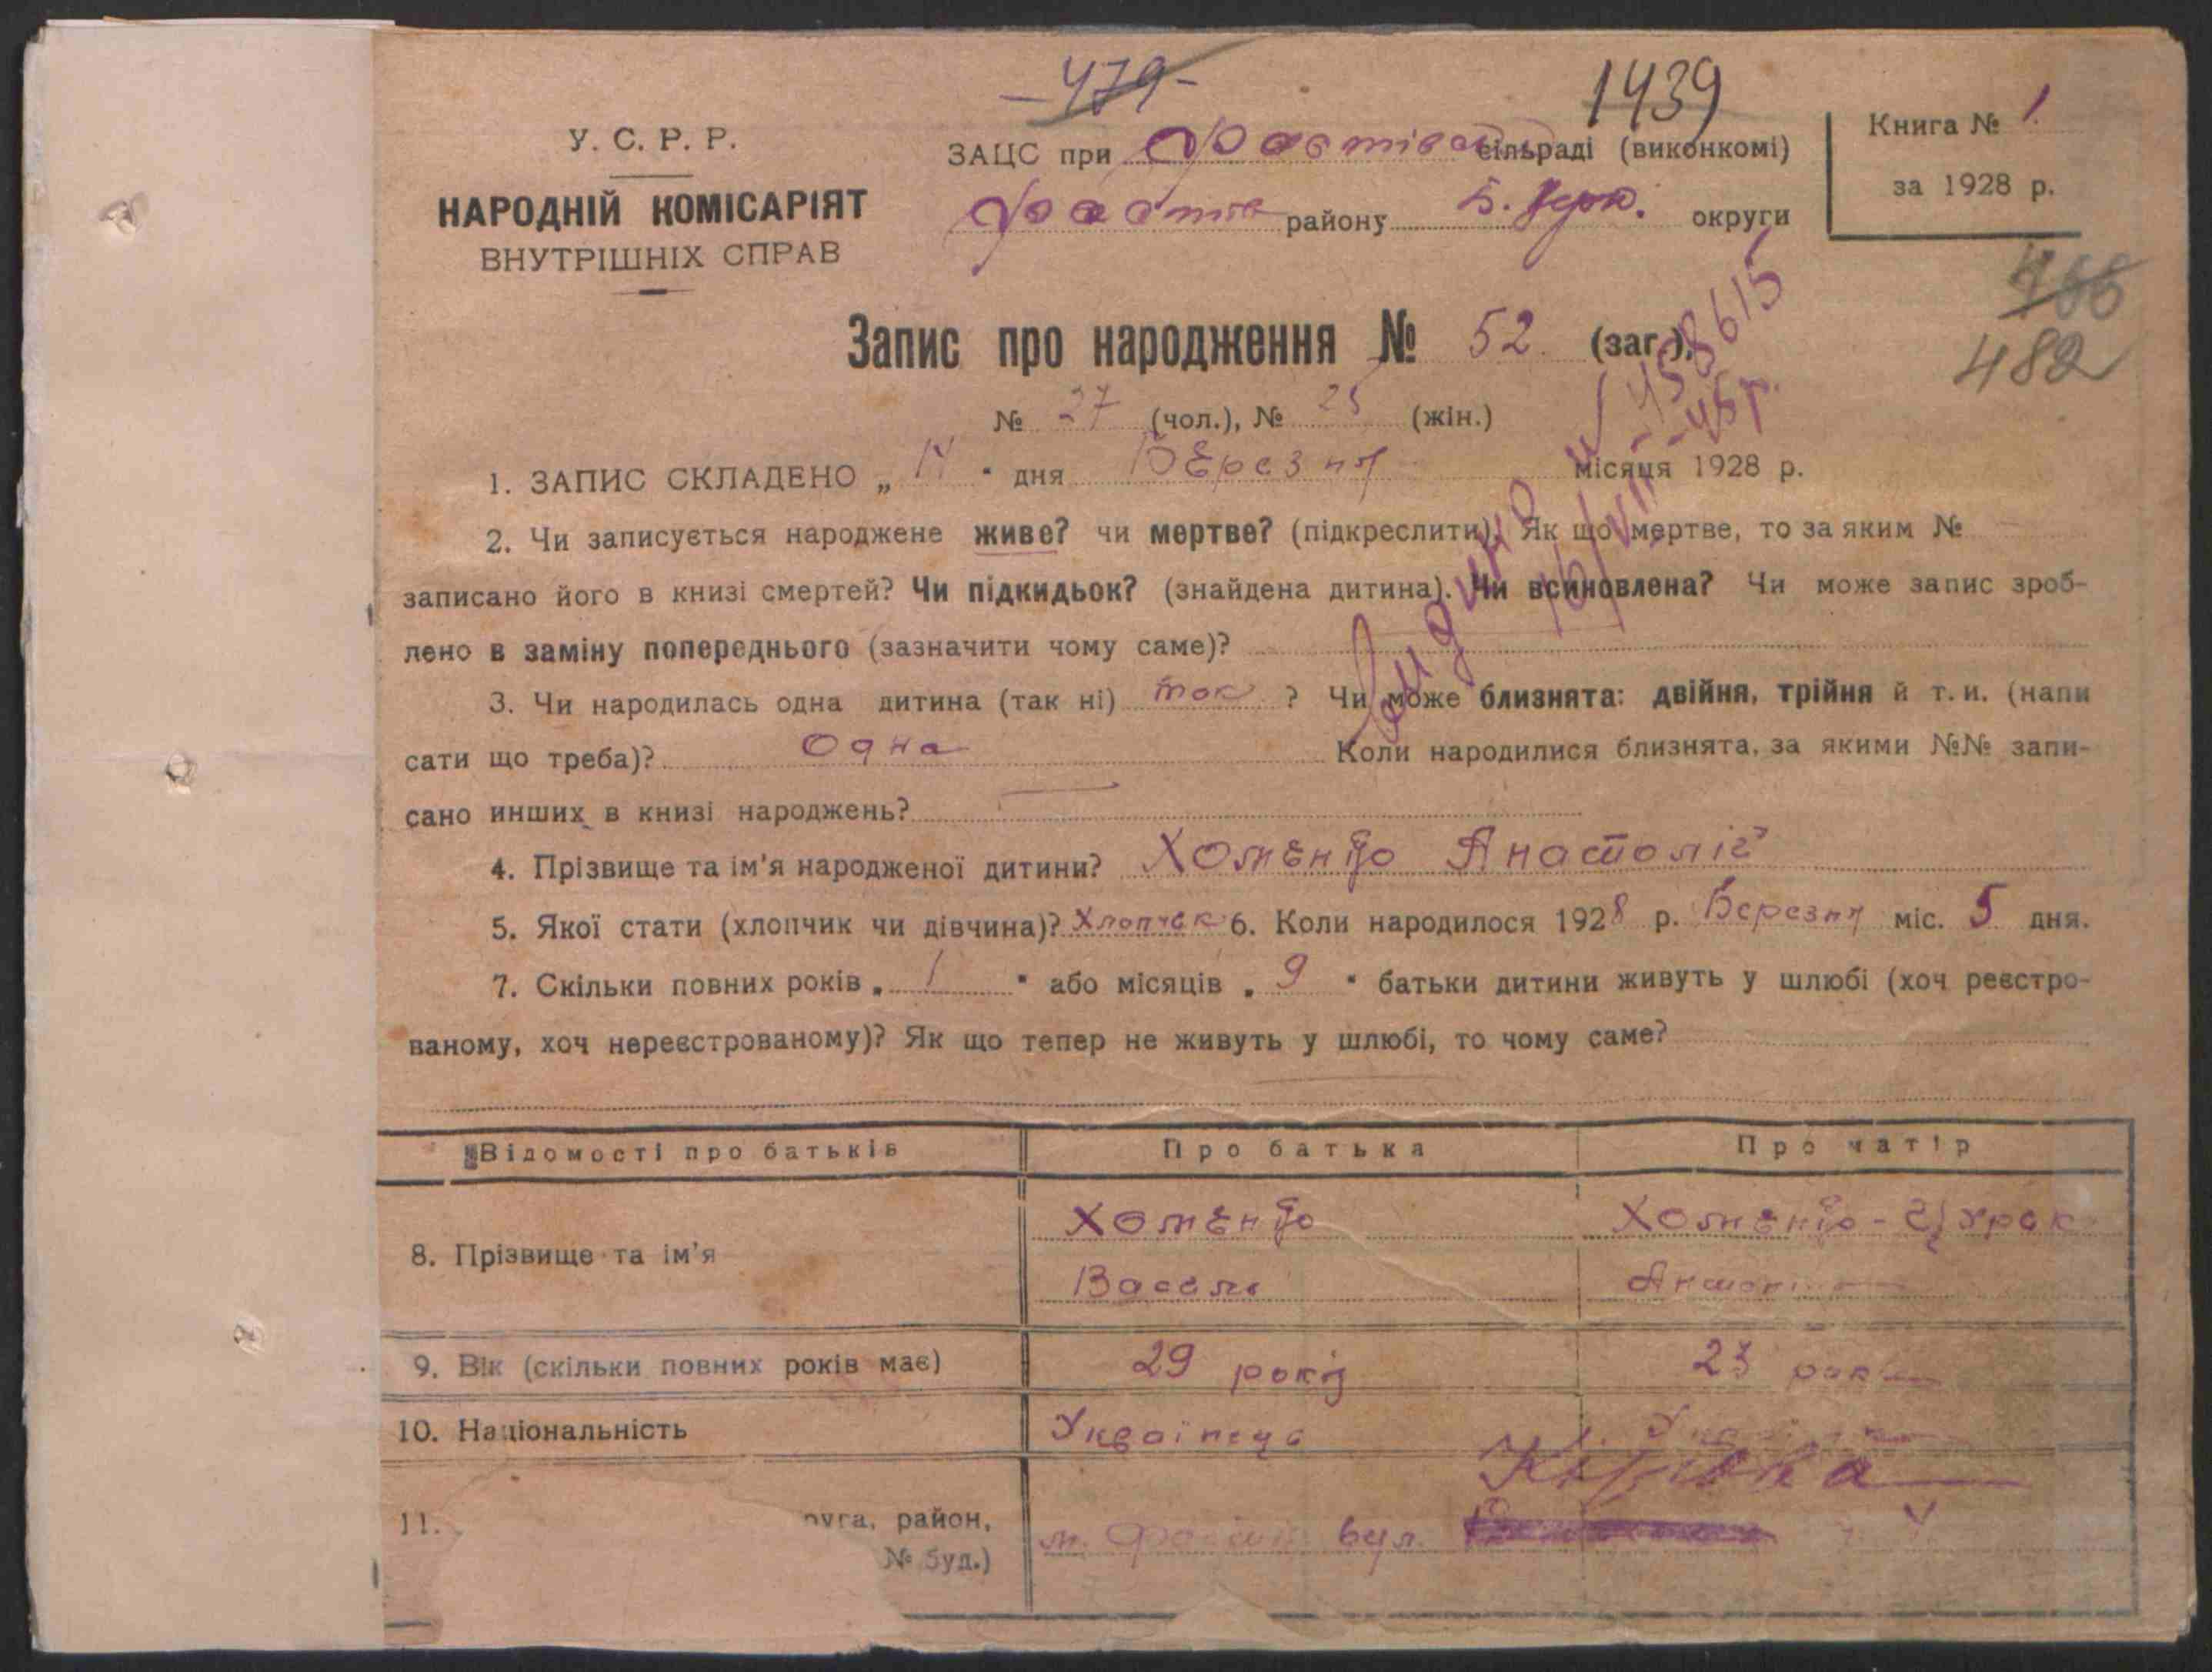 479
1439
У. С. Р. Р.
НАРОДНІЙ КОМІСАРІЯТ
ВНУТРІШНІХ СПРАВ
ЗАЦС при сільраді (виконкомі)
району Б. Церк. округи
Книга № 1
за 1928 р.
482
Запис про народження № 52 (заг.),
№ 27 (чол.), № 25 (жін.)
1. ЗАПИС СКЛАДЕНО „ 14 “ дня Березня місяця 1928 р.
2. Чи записується народжене живе? чи мертве? (підкреслити). Як що мертве, то за яким №
записано його в книзі смертей? Чи підкидьок? (знайдена дитина). Чи всиновлена? Чи може запис зроб-
лено в заміну попереднього (зазначити чому саме)?
3. Чи народилась одна дитина (так ні) так ? Чи може близнята: двійня, трійня й т. и. (напи
сати що треба)? Одна Коли народилися близнята, за якими №№ запи-
сано инших в книзі народжень?
4. Прізвище та ім'я народженої дитини? Хоменко Анастолій
5. Якої стати (хлопчик чи дівчина)? Хлопчик 6. Коли народилося 1928 р. Березня міс. 5 дня.
7. Скільки повних років „ 1 “ або місяців „ 9 “ батьки дитини живуть у шлюбі (хоч реєстро-
ваному, хоч нереєстрованому)? Як що тепер не живуть у шлюбі, то чому саме?
Відомості про батьків Про батька Про матір
8. Прізвище та ім'я
Хоменко
Василь
Хоменко-
9. Вік (скільки повних років має) 29 років 23
10. Національність Українець
11. руга, район,
№ буд.)
м. вул.